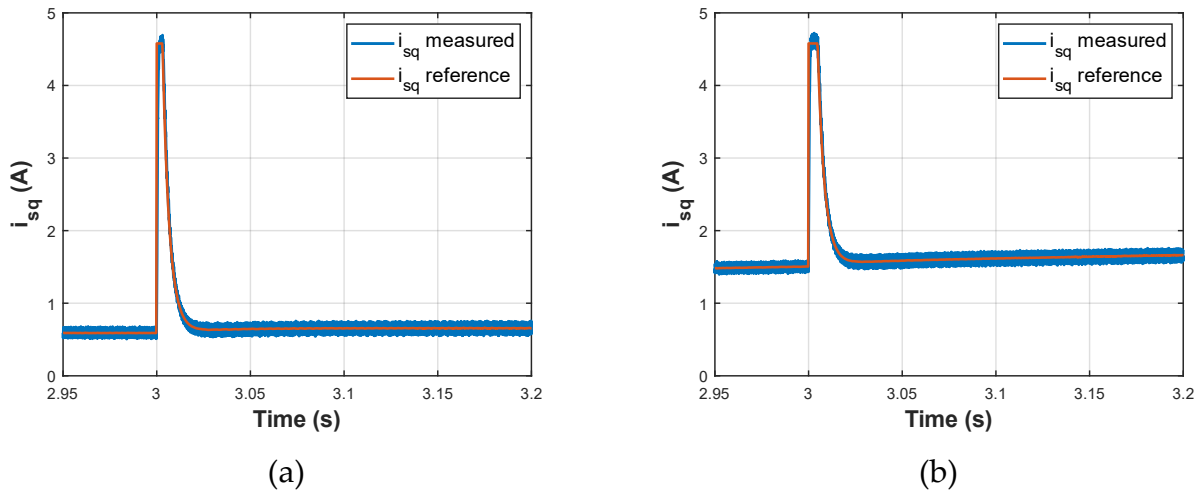 5
4
3
2
1
0
i_sq (A)
i_sq measured
i_sq reference
2.95 3 3.05 3.1 3.15 3.2
Time (s)
(a)
5
4
3
2
1
0
i_sq (A)
i_sq measured
i_sq reference
2.95 3 3.05 3.1 3.15 3.2
Time (s)
(b)